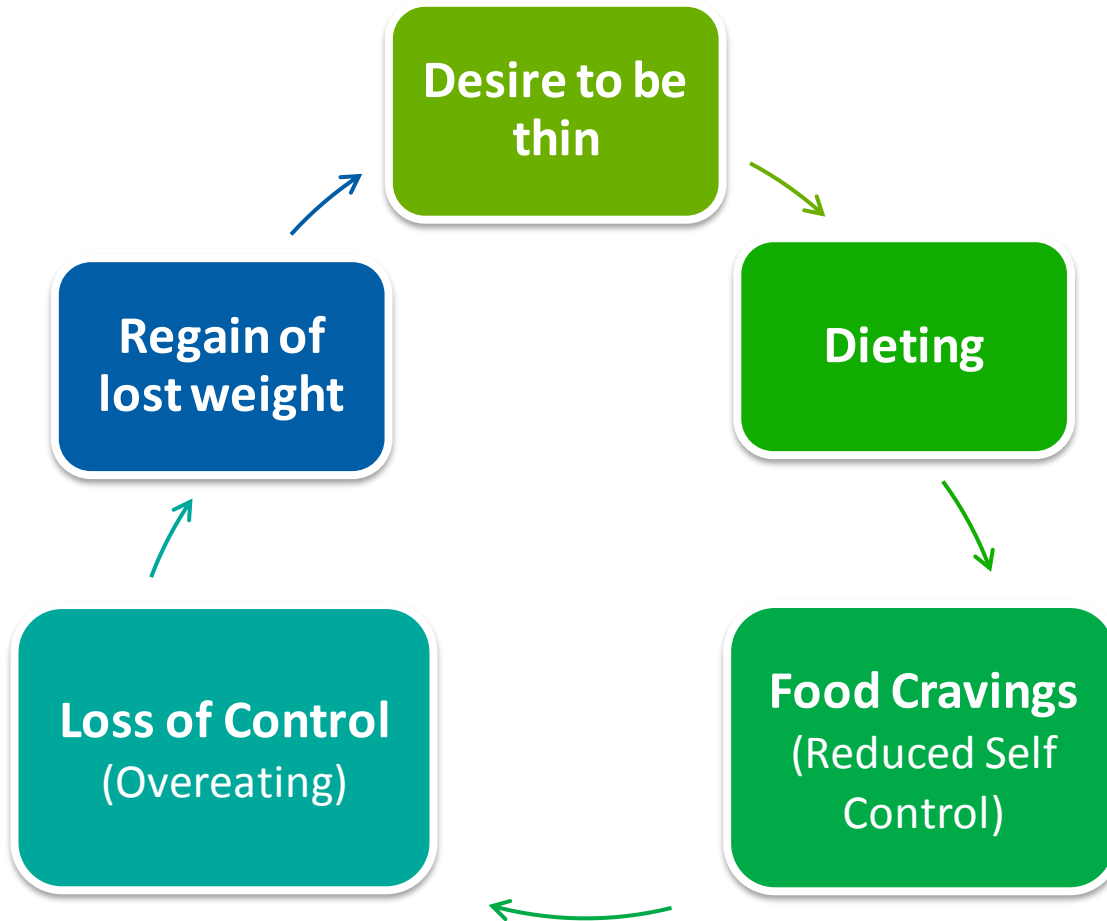 Desire to be
thin
Dieting
Food Cravings
(Reduced Self
Control)
Loss of Control
(Overeating)
Regain of
lost weight